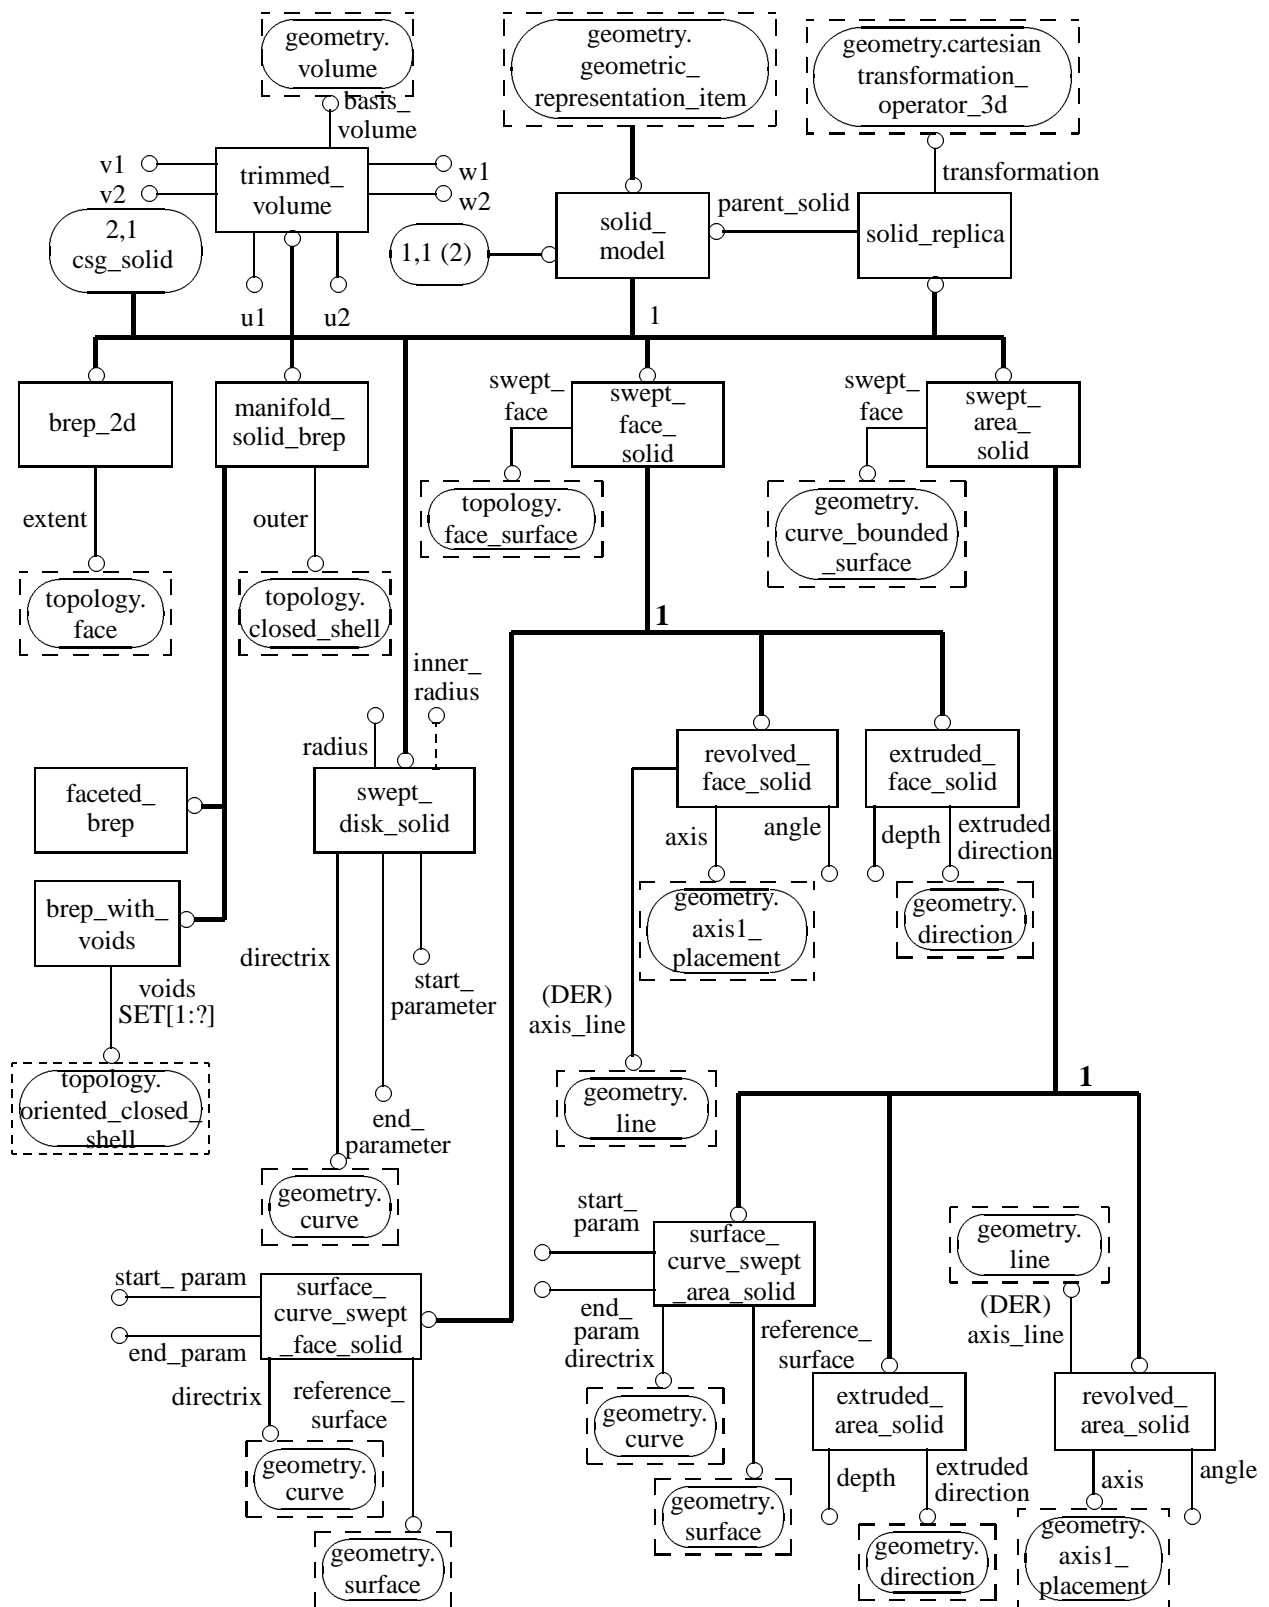 geometry.
volume
geometry.
geometric_
representation_item
geometry.cartesian
transformation_
operator_3d
basis_
volume
v1
v2
trimmed_
volume
w1
w2
transformation
2,1
csg_solid
1,1 (2)
solid_
model
parent_solid
solid_replica
u1
u2
1
brep_2d
manifold_
solid_brep
swept_
face
swept_
face_
solid
swept_
face
swept_
area_
solid
extent
outer
topology.
face_surface
geometry.
curve_bounded
_surface
topology.
face
topology.
closed_shell
1
inner_
radius
radius
revolved_
face_solid
extruded_
face_solid
faceted_
brep
swept_
disk_solid
axis
angle
depth
extruded
direction
brep_with_
voids
geometry.
axis1_
placement
geometry.
direction
directrix
start_
parameter
voids
SET[1:?]
(DER)
axis_line
topology.
oriented_closed_
shell
end_
parameter
geometry.
line
1
geometry.
curve
start_
param
surface_
curve_swept
_area_solid
geometry.
line
start_ param
end_param
surface_
curve_swept
_face_solid
end_
param
directrix
reference_
surface
(DER)
axis_line
directrix
reference_
surface
geometry.
curve
extruded_
area_solid
revolved_
area_solid
geometry.
curve
geometry.
surface
depth
extruded
direction
axis
angle
geometry.
surface
geometry.
direction
geometry.
axis1_
placement